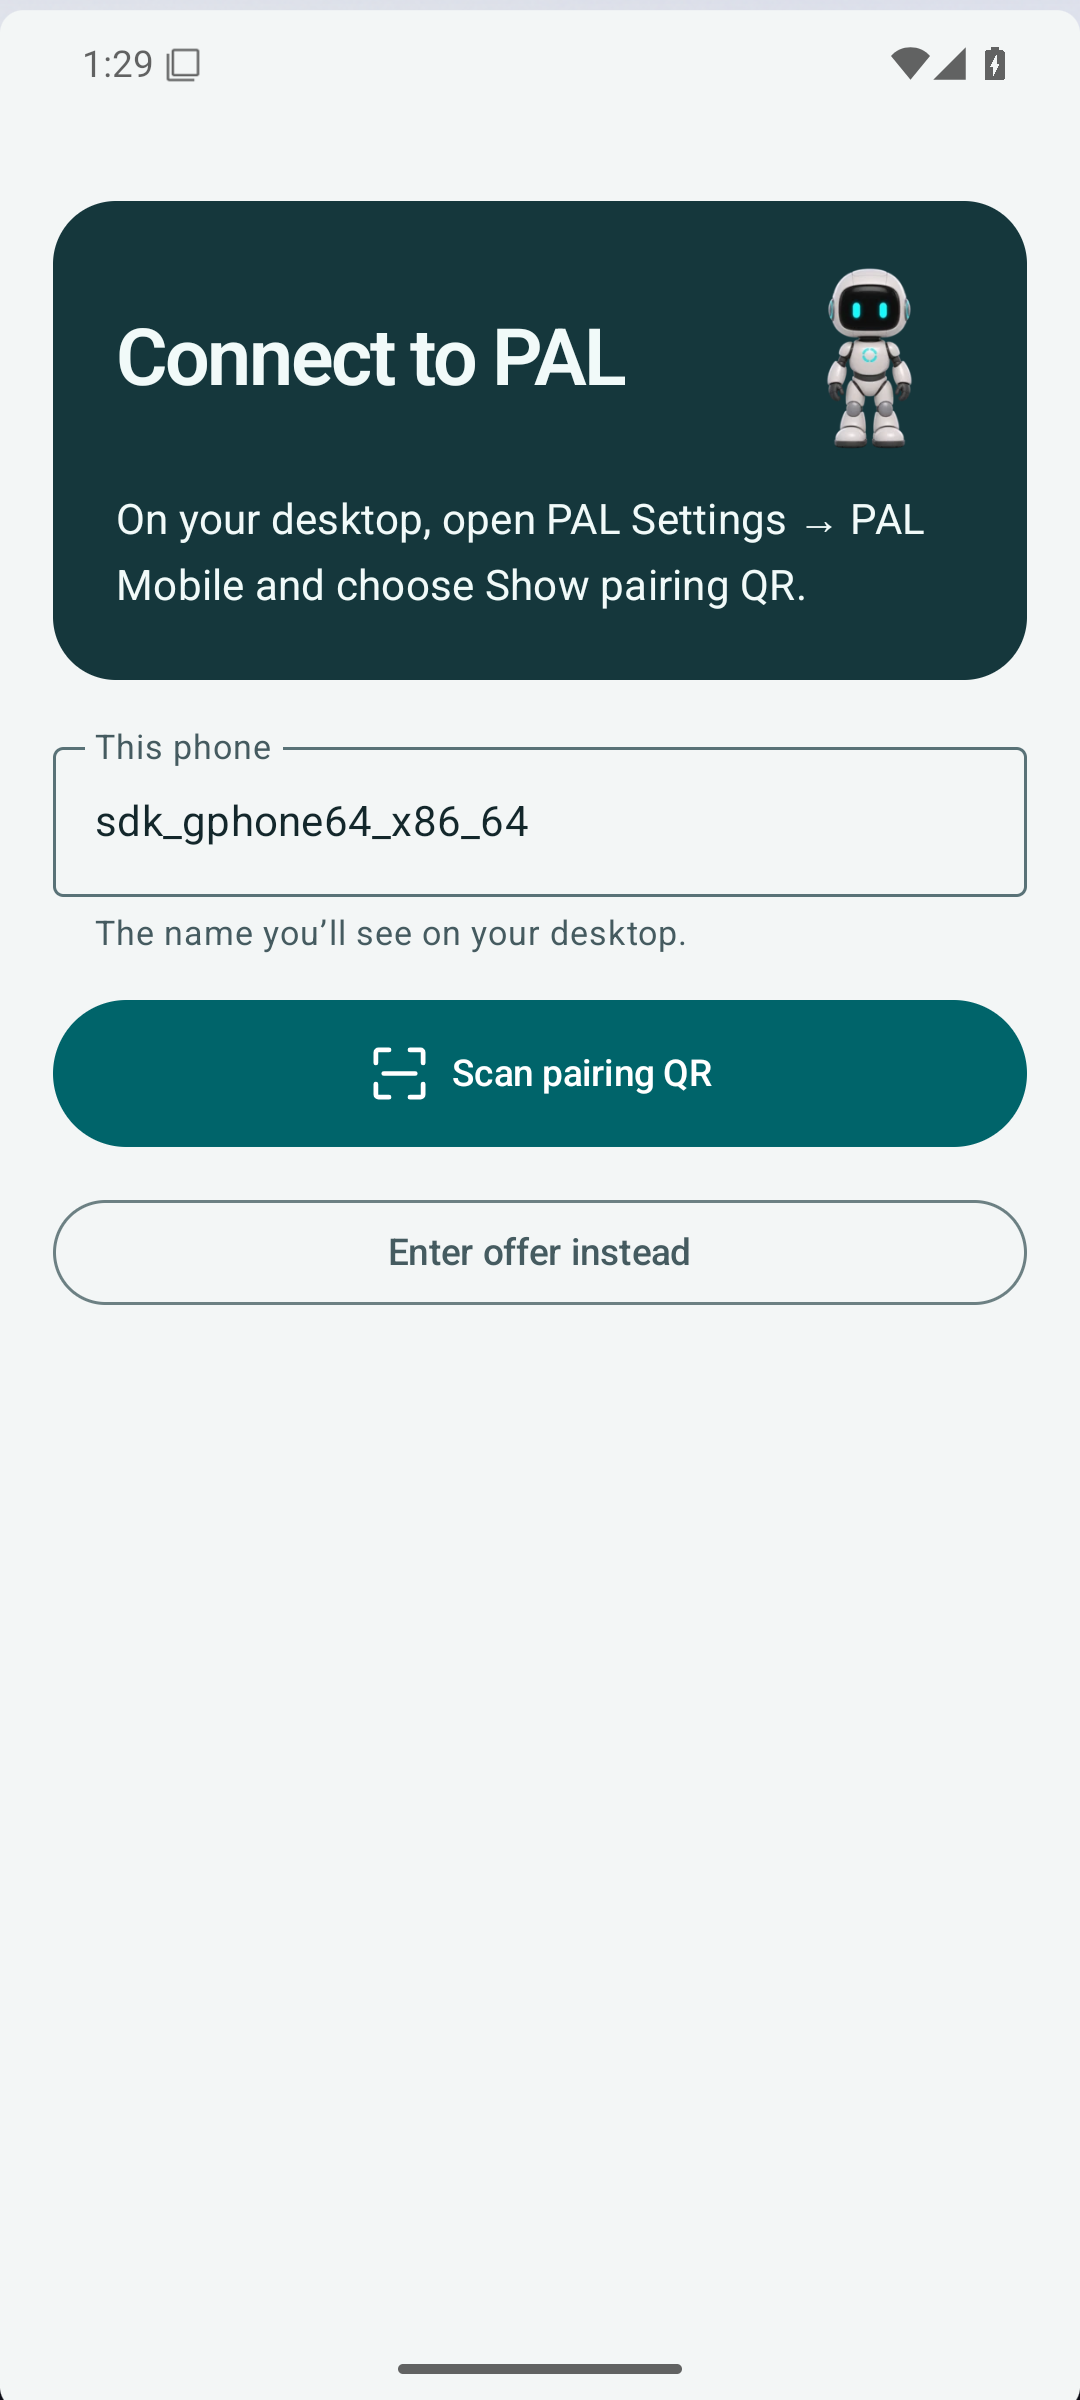 1:29
Connect to PAL
On your desktop, open PAL Settings → PAL
Mobile and choose Show pairing QR.
This phone
sdk_gphone64_x86_64
The name you’ll see on your desktop.
Scan pairing QR
Enter offer instead